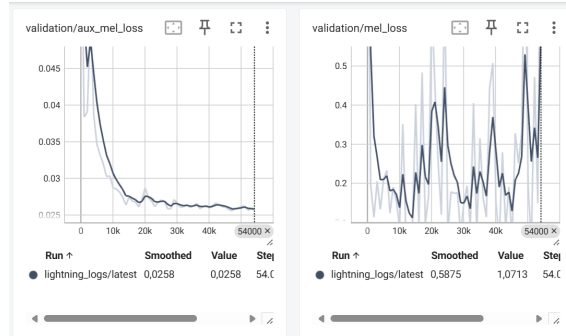 validation/aux_mel_loss
0.045
0.04
0.035
0.03
0.025
0 10k 20k 30k 40k 54000 ×
Run ↑ Smoothed Value Step
lightning_logs/latest 0,0258 0,0258 54.0
validation/mel_loss
0.5
0.4
0.3
0.2
0 10k 20k 30k 40k 54000 ×
Run ↑ Smoothed Value Step
lightning_logs/latest 0,5875 1,0713 54.0